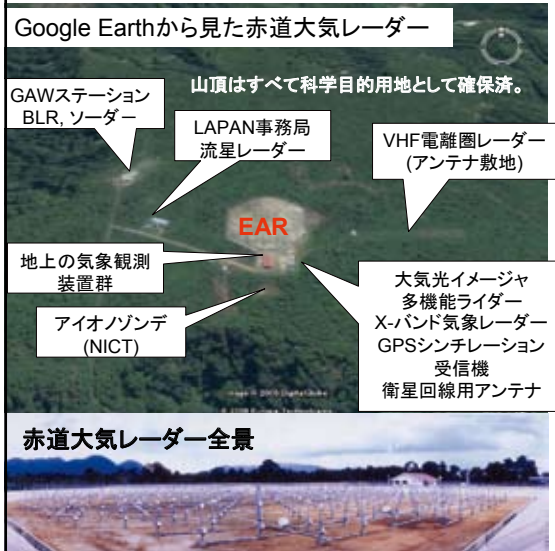 Google Earthから見た赤道大気レーダー
山頂はすべて科学目的用地として確保済。
GAWステーション
BLR, ソーダー
LAPAN事務局
流星レーダー
VHF電離圏レーダー
(アンテナ敷地)
EAR
地上の気象観測
装置群
アイオノゾンデ
(NICT)
大気光イメージャ
多機能ライダー
X-バンド気象レーダー
GPSシンチレーション
受信機
衛星回線用アンテナ
赤道大気レーダー全景